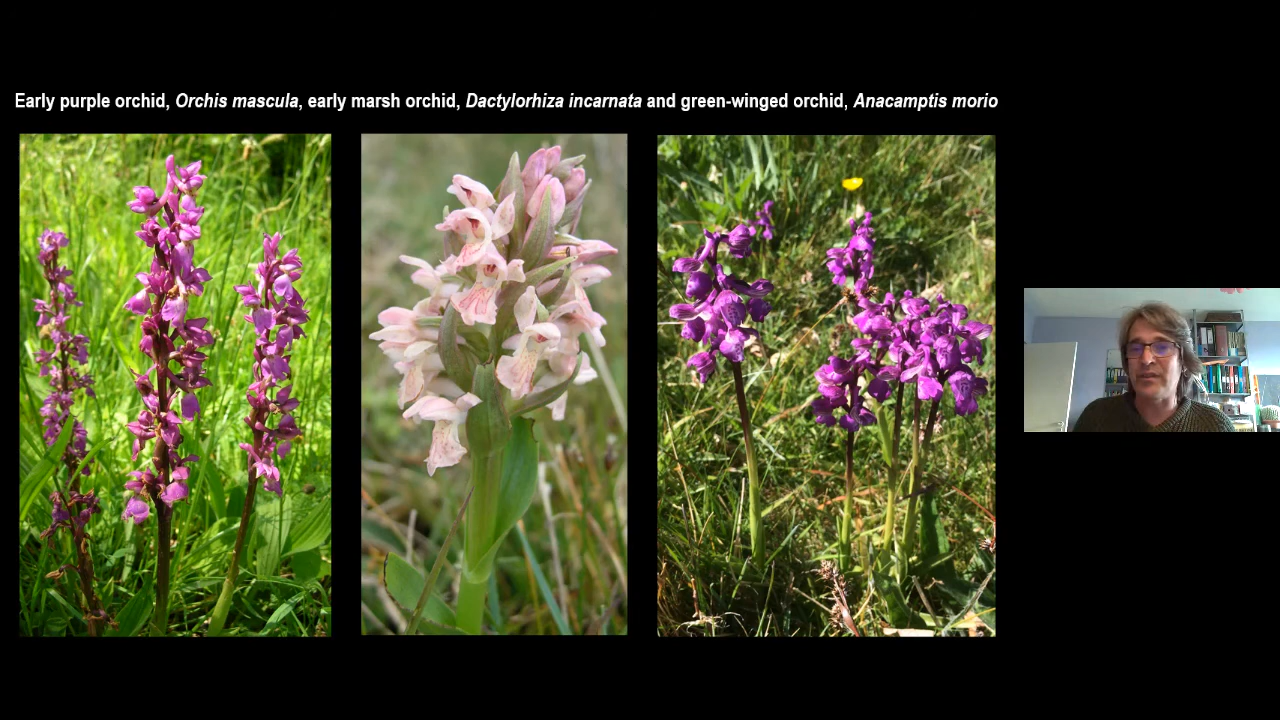 Early purple orchid, Orchis mascula, early marsh orchid, Dactylorhiza incarnata and green-winged orchid, Anacamptis morio